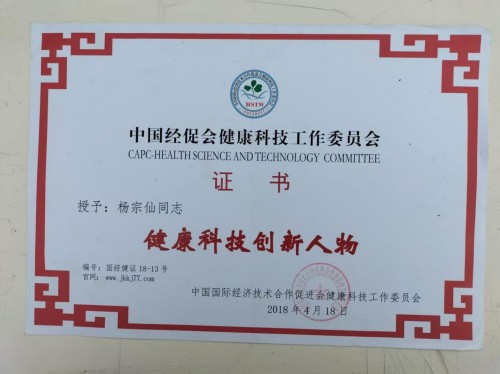 HSTW
中国经促会健康科技工作委员会
CAPC-HEALTH SCIENCE AND TECHNOLOGY COMMITTEE
证书
授予：杨宗仙同志
健康科技创新人物
编号：国经健证18-13号
官网：www.jkkj77.com
中国国际经济技术合作促进会健康科技工作委员会
2018年4月18日